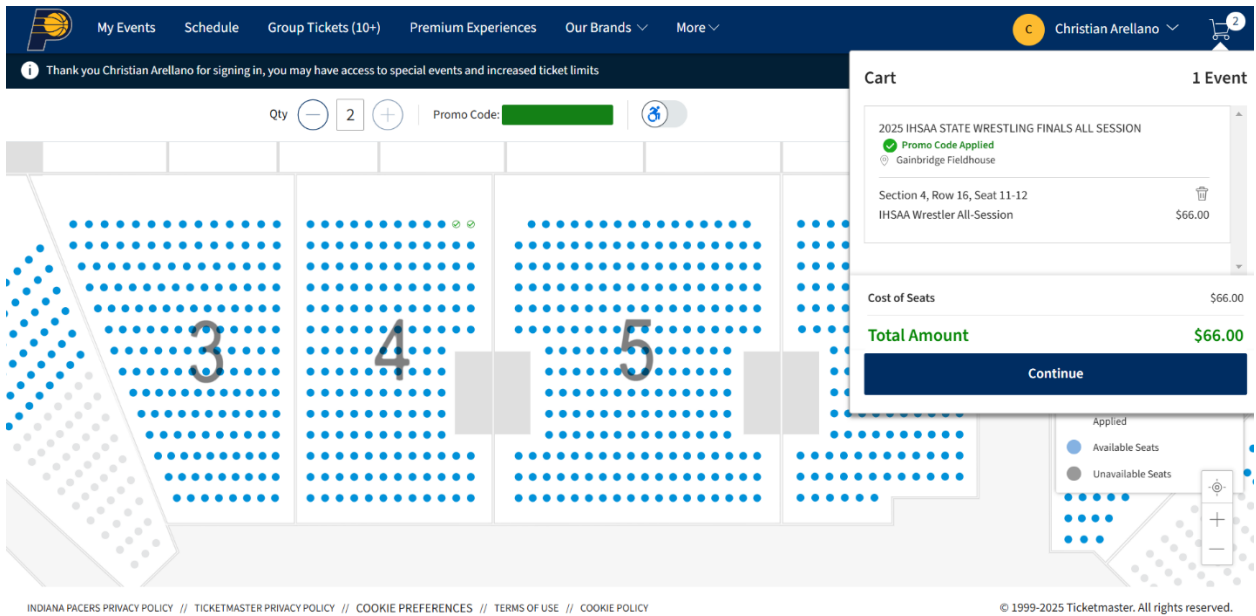 My Events Schedule Group Tickets (10+) Premium Experiences Our Brands More C Christian Arellano 2
i Thank you Christian Arellano for signing in, you may have access to special events and increased ticket limits
Qty 2 Promo Code:
3
4
5
Cart 1 Event
2025 IHSAA STATE WRESTLING FINALS ALL SESSION
Promo Code Applied
Gainbridge Fieldhouse
Section 4, Row 16, Seat 11-12
IHSAA Wrestler All-Session $66.00
Cost of Seats $66.00
Total Amount $66.00
Continue
Applied
Available Seats
Unavailable Seats
INDIANA PACERS PRIVACY POLICY // TICKETMASTER PRIVACY POLICY // COOKIE PREFERENCES // TERMS OF USE // COOKIE POLICY © 1999-2025 Ticketmaster. All rights reserved.